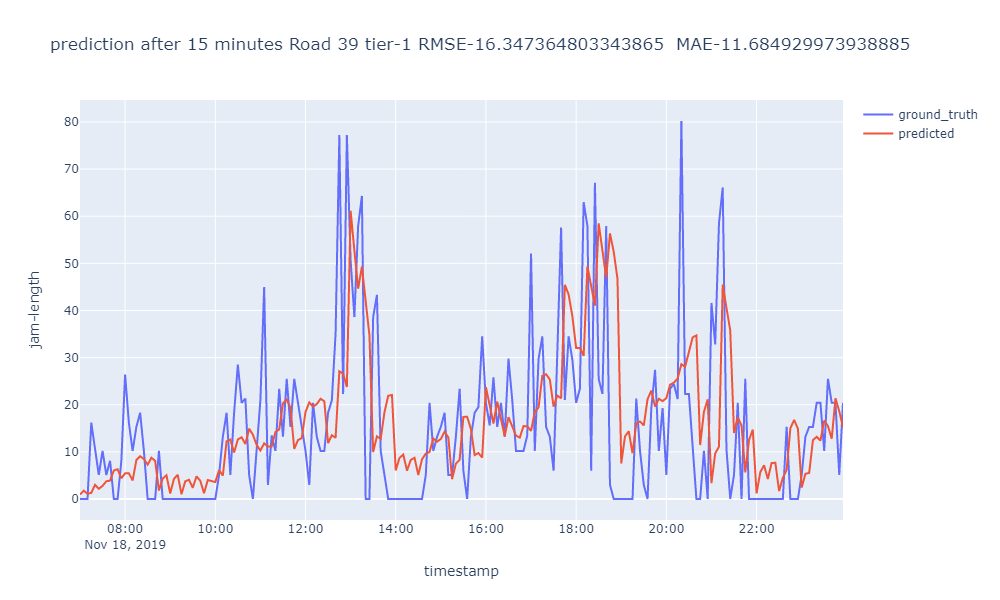 prediction after 15 minutes Road 39 tier-1 RMSE-16.347364803343865  MAE-11.684929973938885
ground_truth
predicted
80
70
60
50
40
30
20
10
0
jam-length
08:00 10:00 12:00 14:00 16:00 18:00 20:00 22:00
Nov 18, 2019
timestamp